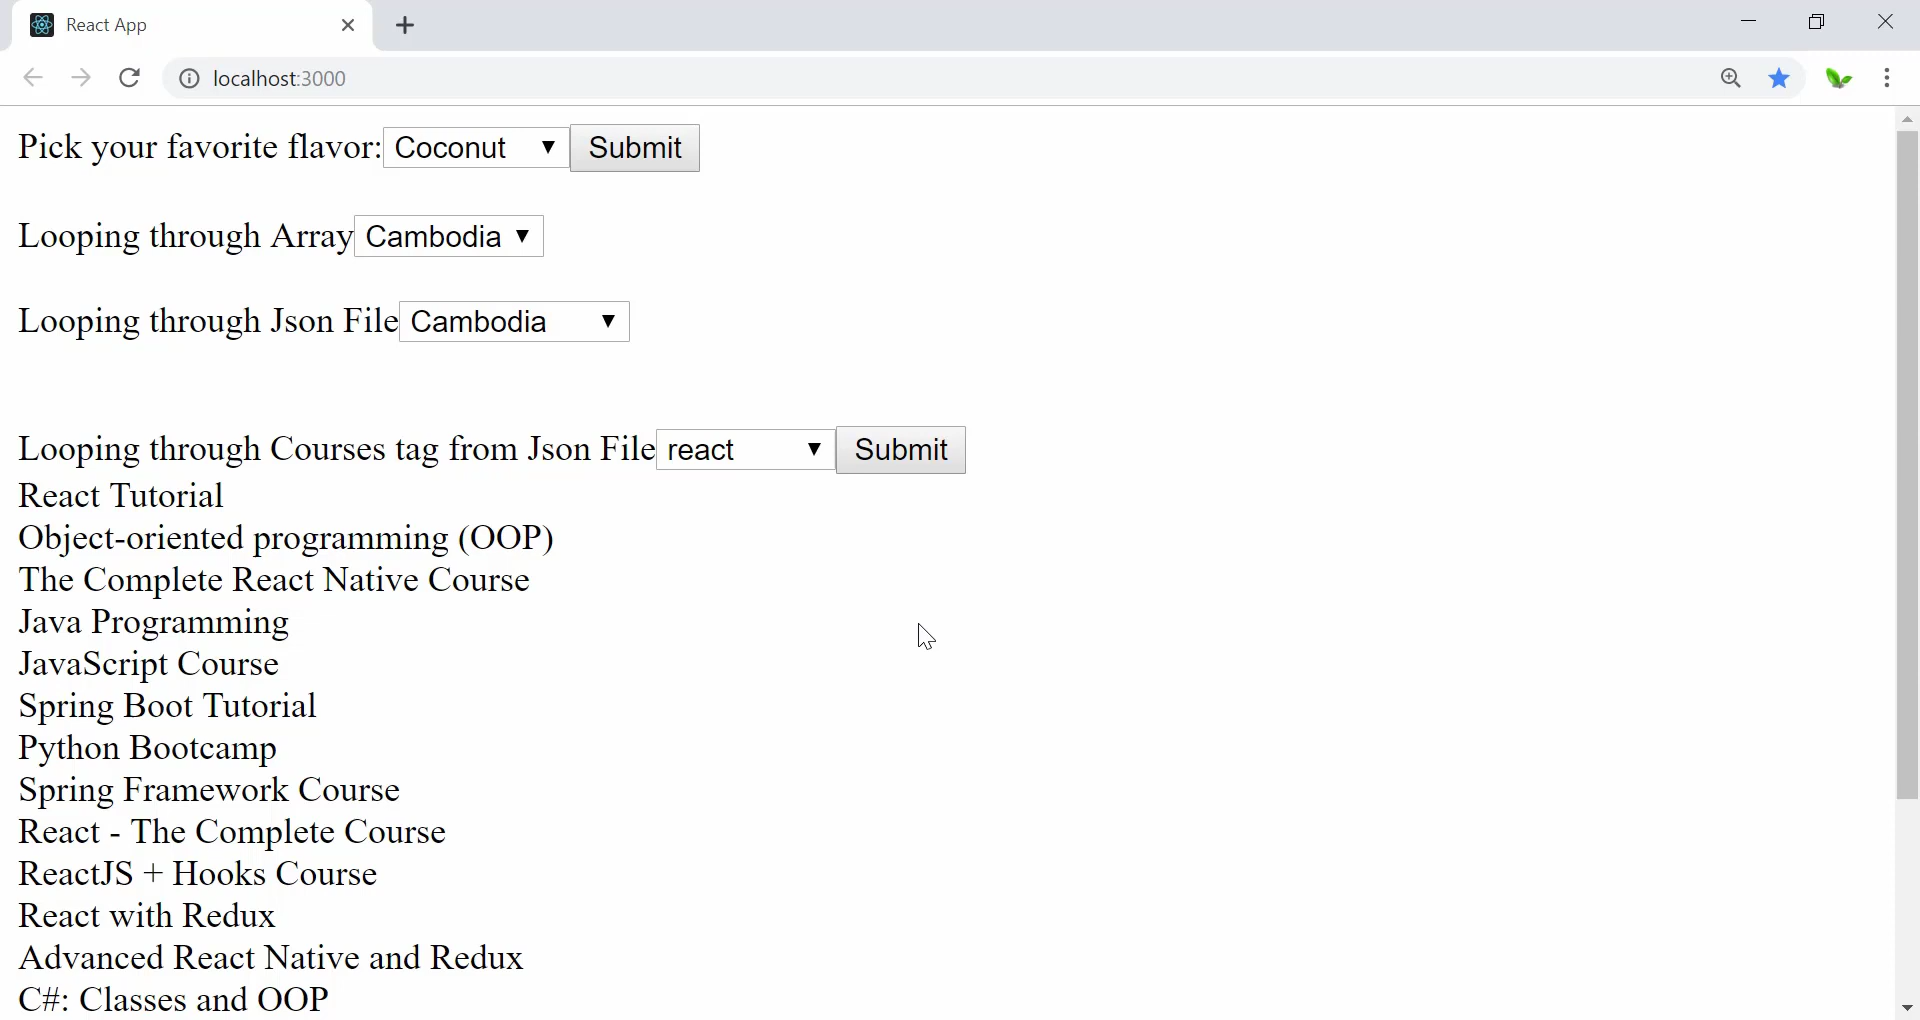 React App
localhost:3000
Pick your favorite flavor: Coconut Submit
Looping through Array Cambodia
Looping through Json File Cambodia
Looping through Courses tag from Json File react Submit
React Tutorial
Object-oriented programming (OOP)
The Complete React Native Course
Java Programming
JavaScript Course
Spring Boot Tutorial
Python Bootcamp
Spring Framework Course
React - The Complete Course
ReactJS + Hooks Course
React with Redux
Advanced React Native and Redux
C#: Classes and OOP